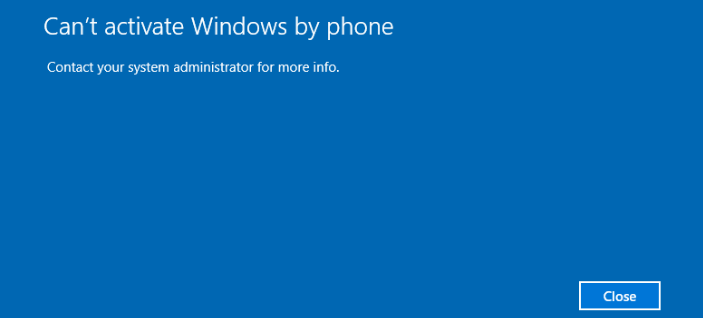 Can't activate Windows by phone
Contact your system administrator for more info.
Close